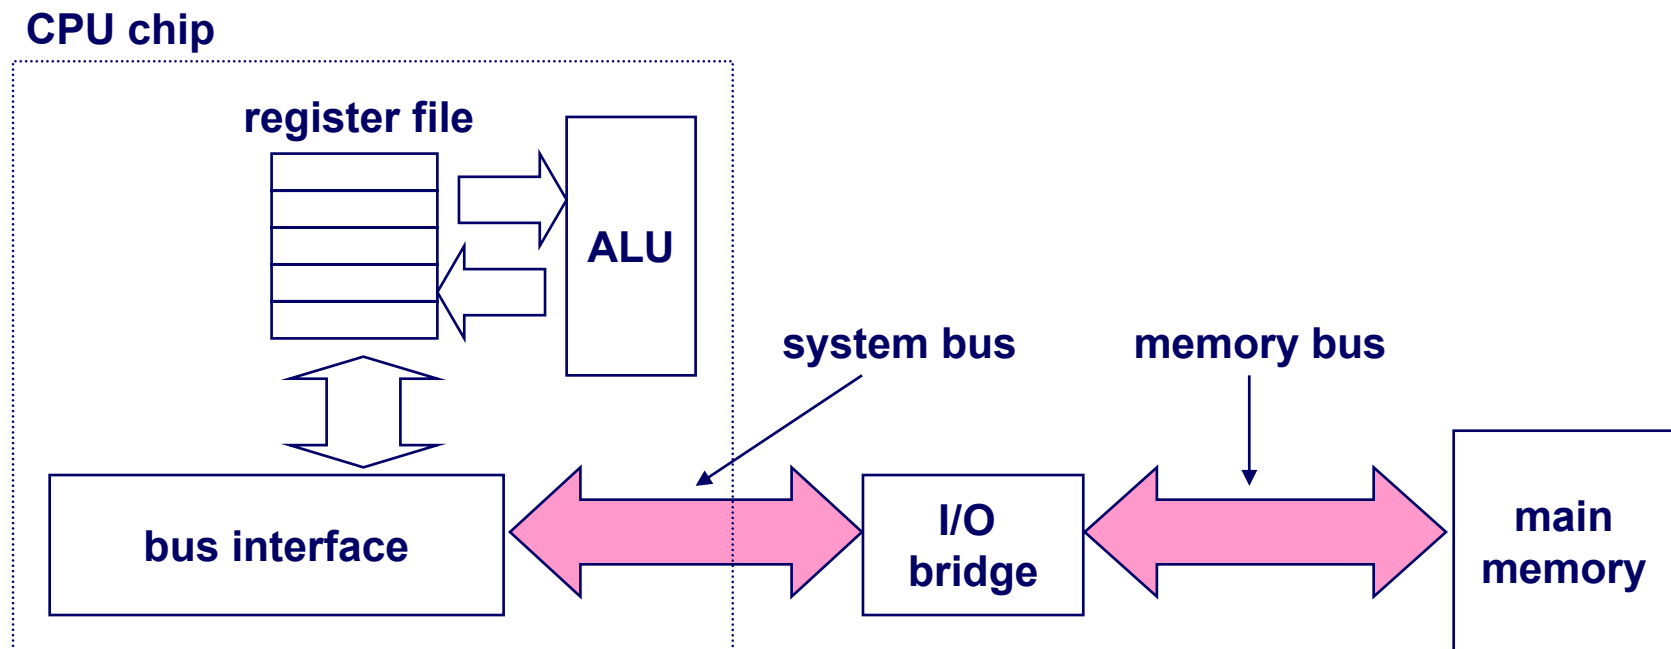 CPU chip
register file
ALU
system bus
memory bus
bus interface
I/O
bridge
main
memory